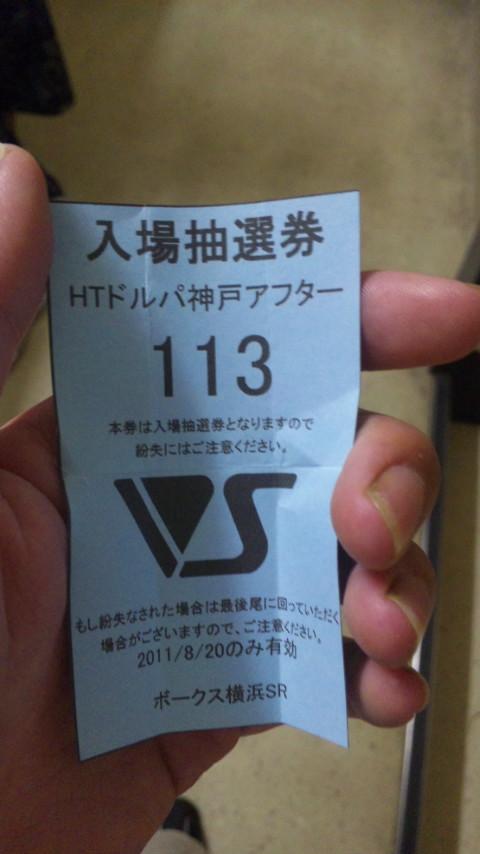 入場抽選券
HTドルパ神戸アフター
113
本券は入場抽選券となりますので
紛失にはご注意ください。
VS
もし紛失なされた場合は最後尾に回っていただく
場合がございますので、ご注意ください。
2011/8/20のみ有効
ボークス横浜SR